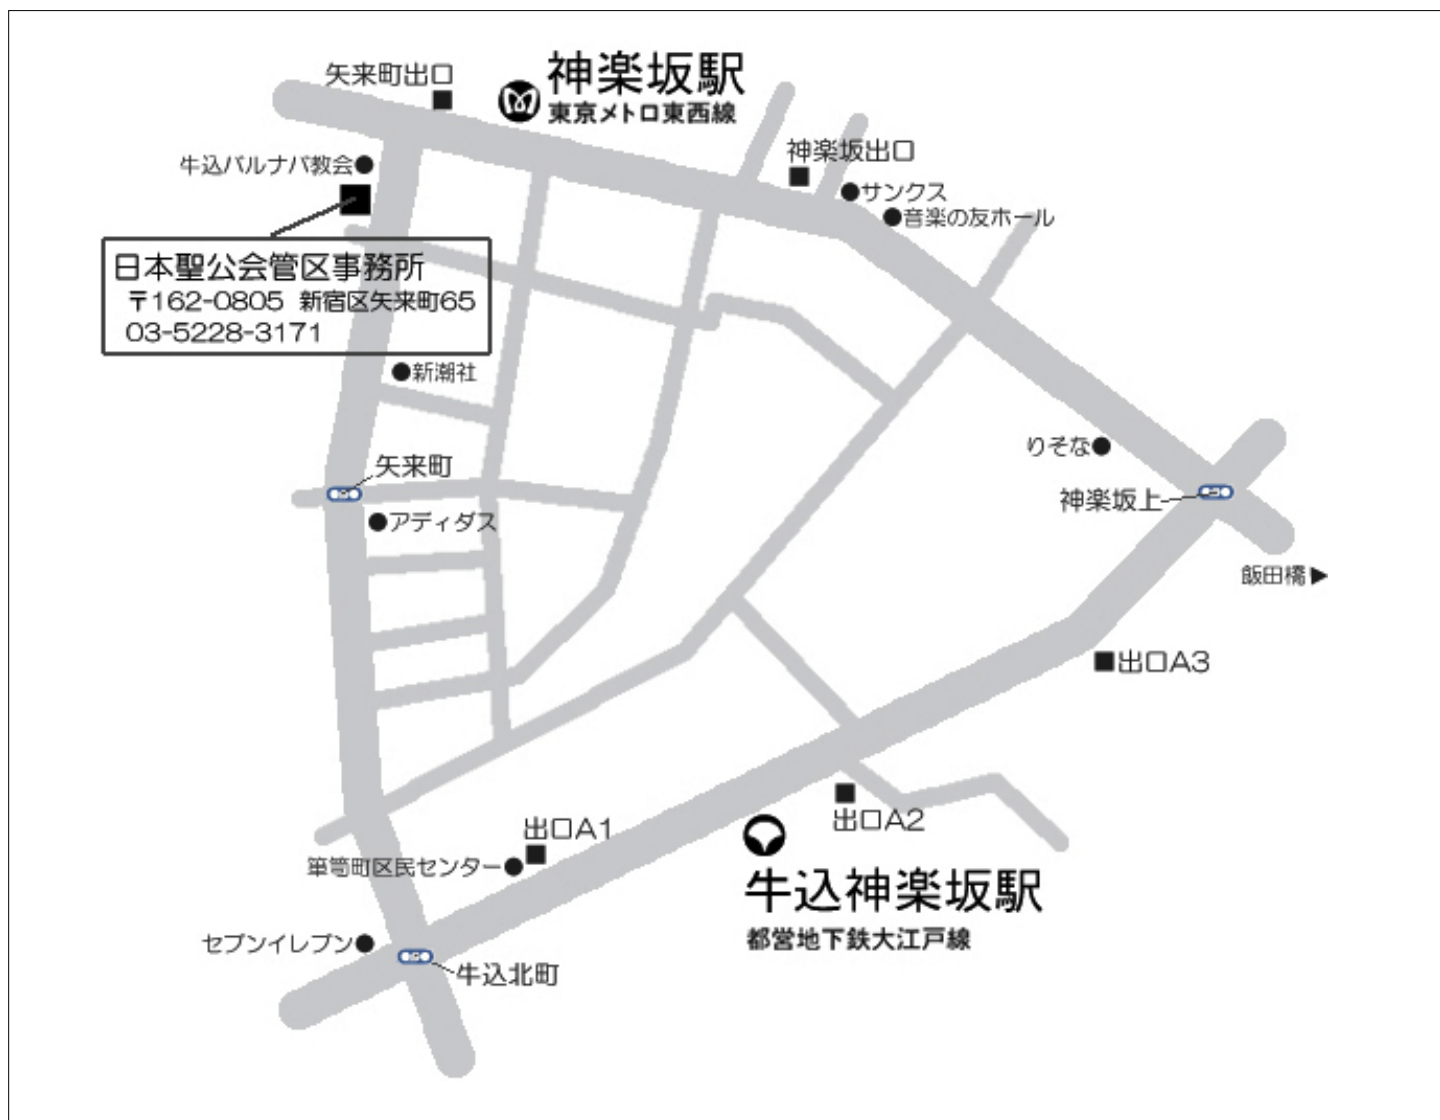 矢来町出口
神楽坂駅
東京メトロ東西線
神楽坂出口
牛込バルナバ教会
サンクス
音楽の友ホール
日本聖公会管区事務所
〒162-0805 新宿区矢来町65
03-5228-3171
新潮社
りそな
矢来町
神楽坂上
アディダス
飯田橋▶
出口A3
出口A2
出口A1
箪笥町区民センター
牛込神楽坂駅
都営地下鉄大江戸線
セブンイレブン
牛込北町